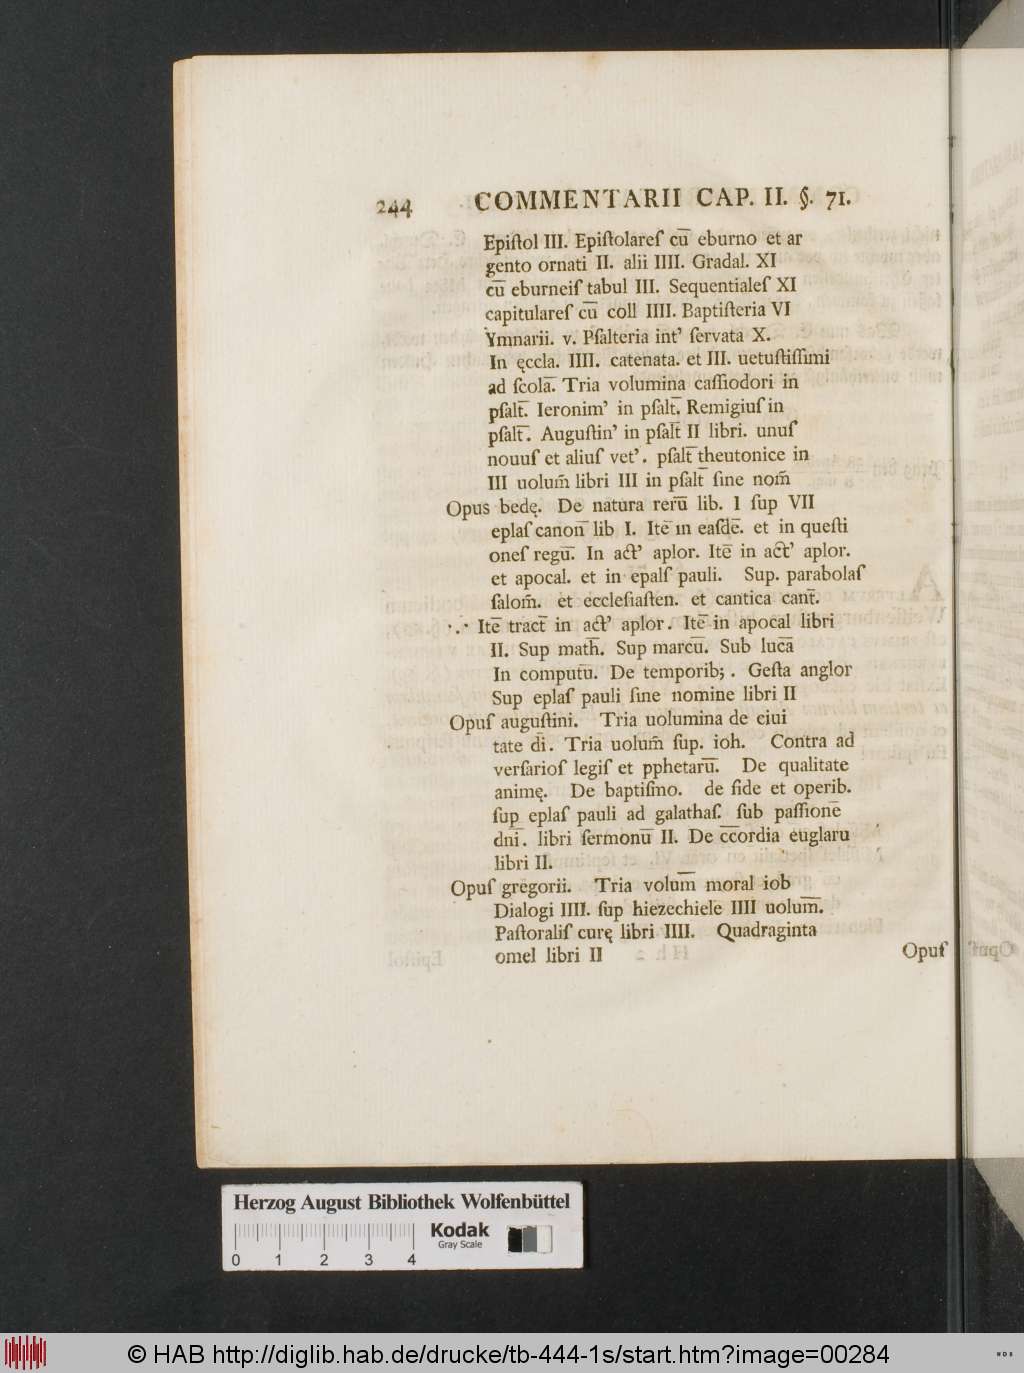 244 COMMENTARII CAP. II. §. 71.
Epiſtol III. Epiſtolareſ cu̅ eburno et ar
gento ornati II. alii IIII. Gradal. XI
cu̅ eburneiſ tabul III. Sequentialeſ XI
capitulareſ cu̅ coll IIII. Baptiſteria VI
Ymnarii. v. Pſalteria int' ſervata X.
In ęccla. IIII. catenata. et III. uetuſtiſſimi
ad ſcola̅. Tria volumina caſſiodori in
pſalt̅. Ieronim' in pſalt̅. Remigiuſ in
pſalt̅. Auguſtin' in pſalt̅ II libri. unuſ
nouuſ et aliuſ vet'. pſalt̅ theutonice in
III uolum̅ libri III in pſalt̅ ſine nom̅
Opus bedę. De natura reru̅ lib. I ſup VII
eplaſ canon̅ lib I. Ite̅ in eaſde̅. et in queſti
oneſ regu̅. In act' aplor. Ite̅ in act' aplor.
et apocal. et in epalſ pauli. Sup. parabolaſ
ſalom̅. et eccleſiaſten. et cantica cant̅.
·.· Ite̅ tract̅ in act' aplor. Ite̅ in apocal libri
II. Sup math̅. Sup marcu̅. Sub luca̅
In computu̅. De temporib;. Geſta anglor
Sup eplaſ pauli ſine nomine libri II
Opuſ auguſtini. Tria uolumina de ciui
tate di̅. Tria uolum̅ ſup. ioh. Contra ad
verſarioſ legiſ et pphetaru̅. De qualitate
animę. De baptiſmo. de fide et operib.
ſup eplaſ pauli ad galathaſ. ſub paſſione̅
dni̅. libri ſermonu̅ II. De c̅c̅ordia euglaru
libri II.
Opuſ gregorii. Tria volum̅ moral iob
Dialogi IIII. ſup hiezechiele IIII uolum̅.
Paſtoraliſ curę libri IIII. Quadraginta
omel libri II
Opuſ
Herzog August Bibliothek Wolfenbüttel
0 1 2 3 4
Kodak
Gray Scale
© HAB http://diglib.hab.de/drucke/tb-444-1s/start.htm?image=00284